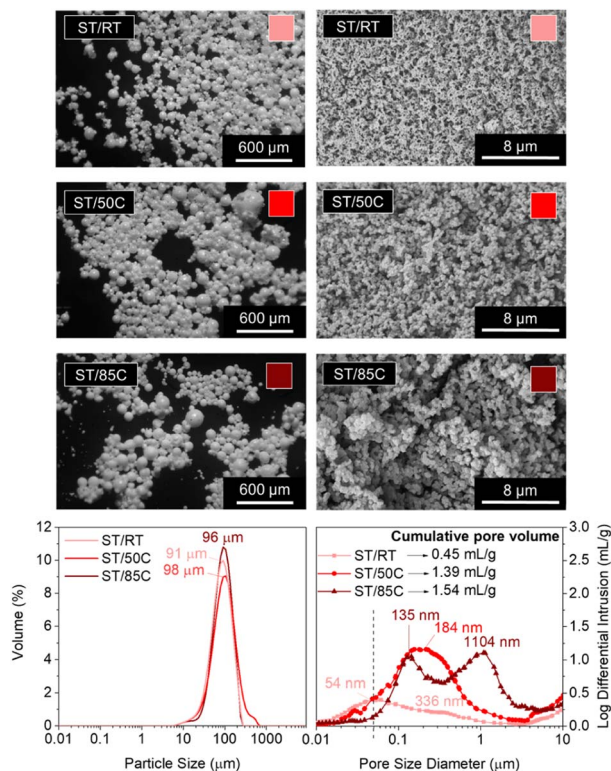 ST/RT
600 µm
ST/RT
8 µm
ST/50C
600 µm
ST/50C
8 µm
ST/85C
600 µm
ST/85C
8 µm
12
10
8
6
4
2
0
Volume (%)
ST/RT
ST/50C
ST/85C
96 µm
91 µm
98 µm
0.01 0.1 1 10 100 1000
Particle Size (µm)
Cumulative pore volume
ST/RT → 0.45 mL/g
ST/50C → 1.39 mL/g
ST/85C → 1.54 mL/g
135 nm
184 nm
1104 nm
54 nm
336 nm
3.0
2.5
2.0
1.5
1.0
0.5
0.0
Log Differential Intrusion (mL/g)
0.01 0.1 1 10
Pore Size Diameter (µm)